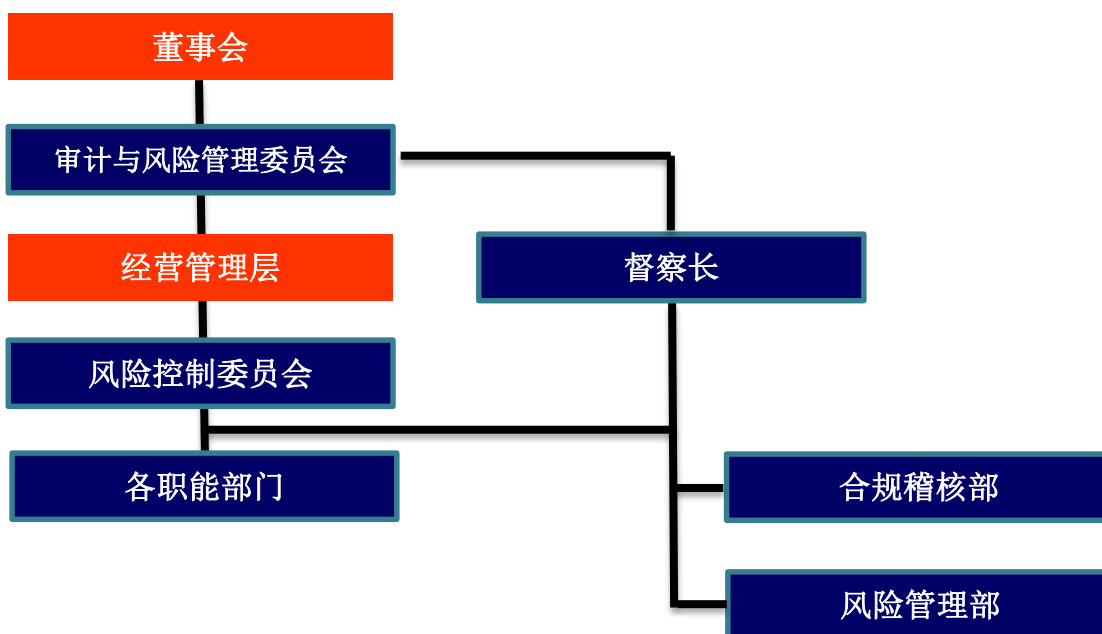 董事会
审计与风险管理委员会
经营管理层
督察长
风险控制委员会
各职能部门
合规稽核部
风险管理部